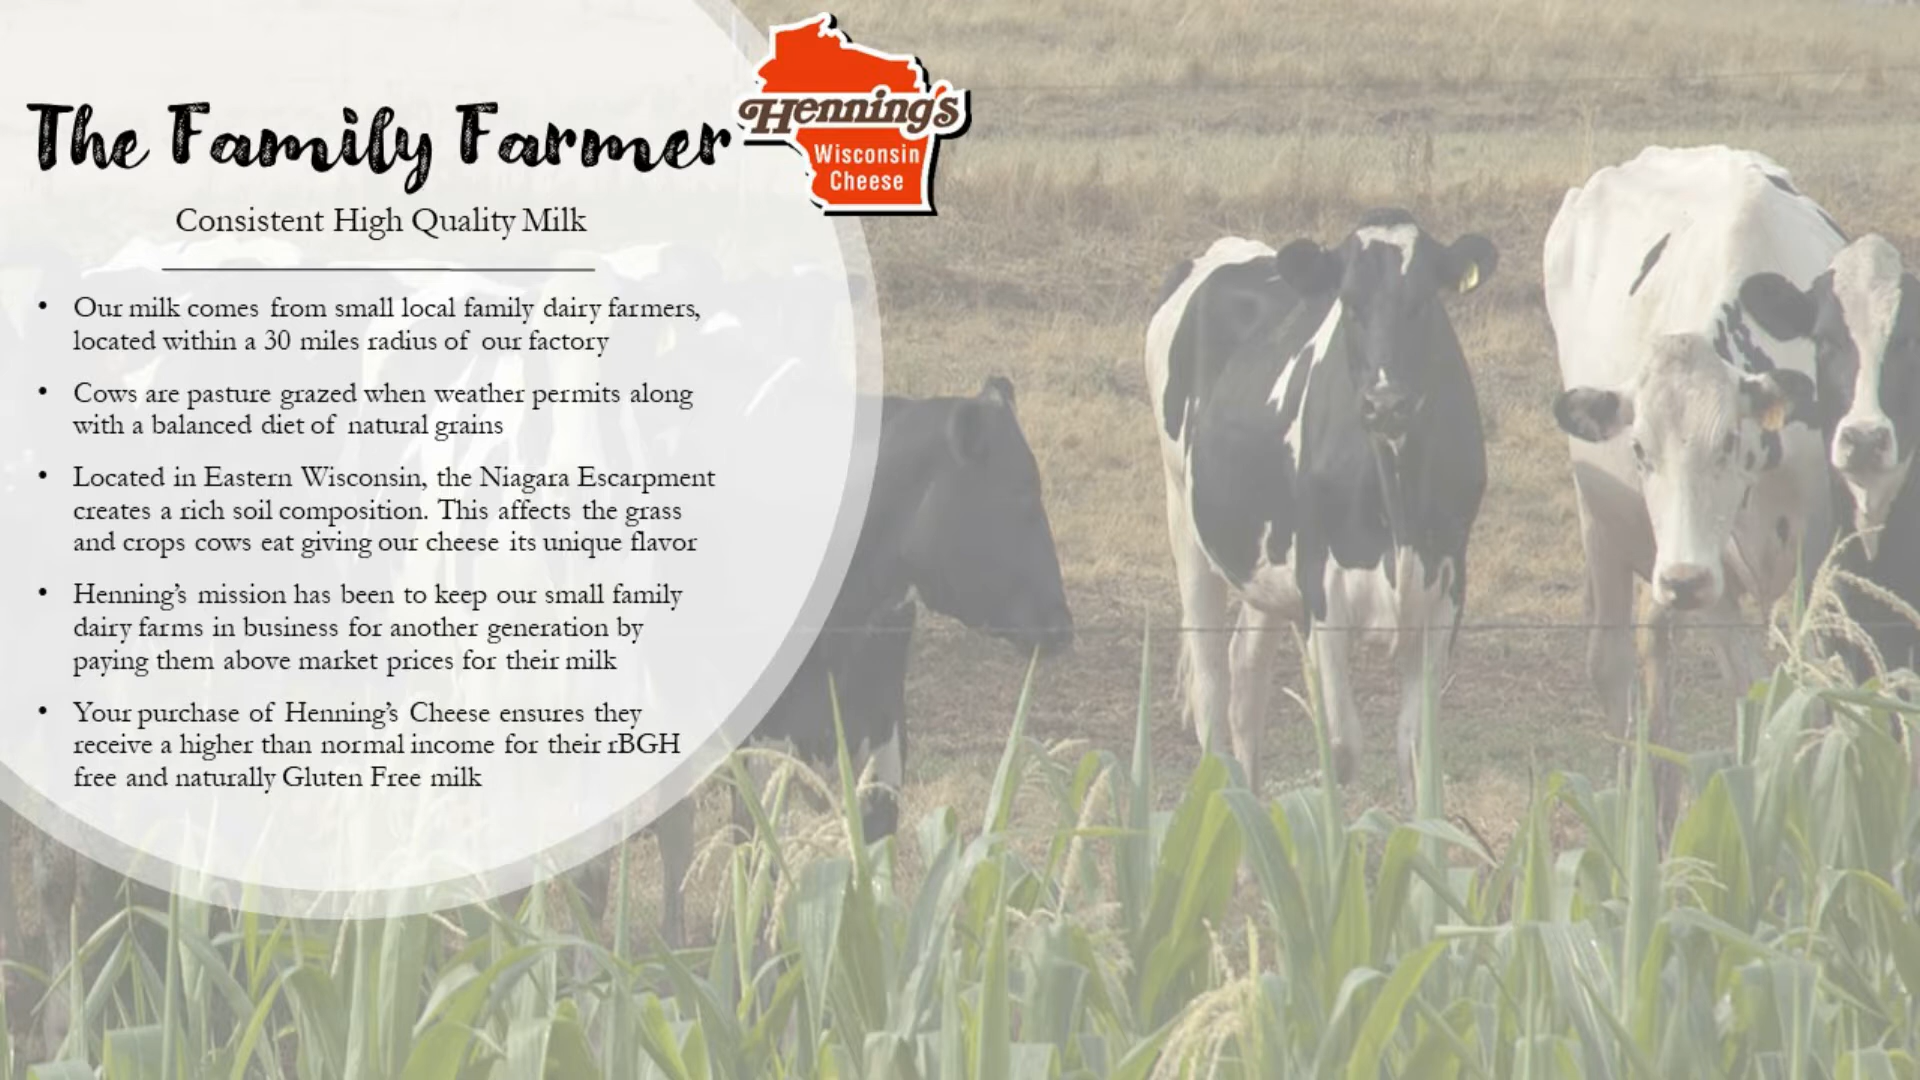 The Family Farmer
Henning's
Wisconsin
Cheese
Consistent High Quality Milk
• Our milk comes from small local family dairy farmers,
located within a 30 miles radius of our factory
• Cows are pasture grazed when weather permits along
with a balanced diet of natural grains
• Located in Eastern Wisconsin, the Niagara Escarpment
creates a rich soil composition. This affects the grass
and crops cows eat giving our cheese its unique flavor
• Henning’s mission has been to keep our small family
dairy farms in business for another generation by
paying them above market prices for their milk
• Your purchase of Henning’s Cheese ensures they
receive a higher than normal income for their rBGH
free and naturally Gluten Free milk